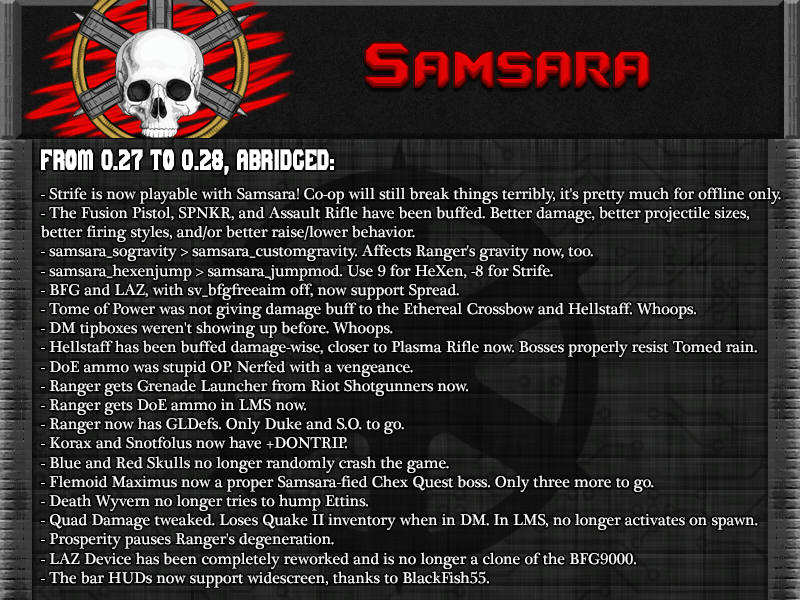 SAMSARA
FROM 0.27 TO 0.28, ABRIDGED:
- Strife is now playable with Samsara! Co-op will still break things terribly, it's pretty much for offline only.
- The Fusion Pistol, SPNKR, and Assault Rifle have been buffed. Better damage, better projectile sizes,
better firing styles, and/or better raise/lower behavior.
- samsara_sogravity > samsara_customgravity. Affects Ranger's gravity now, too.
- samsara_hexenjump > samsara_jumpmod. Use 9 for HeXen, -8 for Strife.
- BFG and LAZ, with sv_bfgfreeaim off, now support Spread.
- Tome of Power was not giving damage buff to the Ethereal Crossbow and Hellstaff. Whoops.
- DM tipboxes weren't showing up before. Whoops.
- Hellstaff has been buffed damage-wise, closer to Plasma Rifle now. Bosses properly resist Tomed rain.
- DoE ammo was stupid OP. Nerfed with a vengeance.
- Ranger gets Grenade Launcher from Riot Shotgunners now.
- Ranger gets DoE ammo in LMS now.
- Ranger now has GLDefs. Only Duke and S.O. to go.
- Korax and Snotfolus now have +DONTRIP.
- Blue and Red Skulls no longer randomly crash the game.
- Flemoid Maximus now a proper Samsara-fied Chex Quest boss. Only three more to go.
- Death Wyvern no longer tries to hump Ettins.
- Quad Damage tweaked. Loses Quake II inventory when in DM. In LMS, no longer activates on spawn.
- Prosperity pauses Ranger's degeneration.
- LAZ Device has been completely reworked and is no longer a clone of the BFG9000.
- The bar HUDs now support widescreen, thanks to BlackFish55.